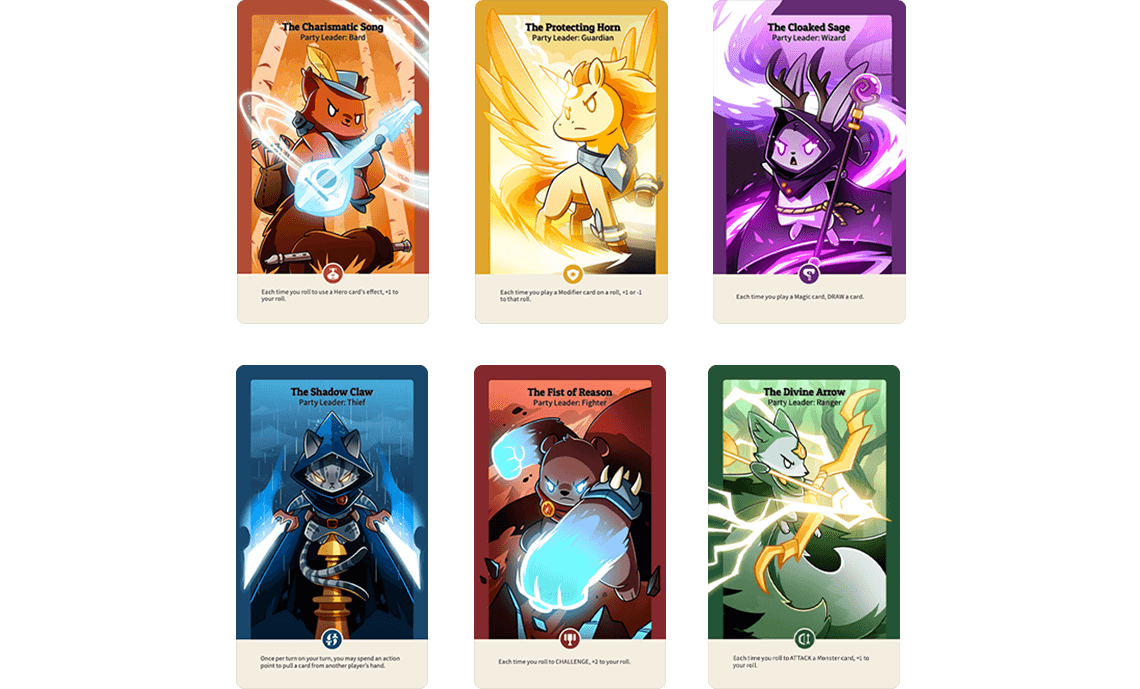 The Charismatic Song
Party Leader: Bard
Each time you roll to use a Hero card's effect, +1 to
your roll.
The Protecting Horn
Party Leader: Guardian
Each time you play a Modifier card on a roll, +1 or -1
to that roll.
The Cloaked Sage
Party Leader: Wizard
Each time you play a Magic card, DRAW a card.
The Shadow Claw
Party Leader: Thief
Once per turn on your turn, you may spend an action
point to pull a card from another player's hand.
The Fist of Reason
Party Leader: Fighter
Each time you roll to CHALLENGE, +2 to your roll.
The Divine Arrow
Party Leader: Ranger
Each time you roll to ATTACK a Monster card, +1 to
your roll.